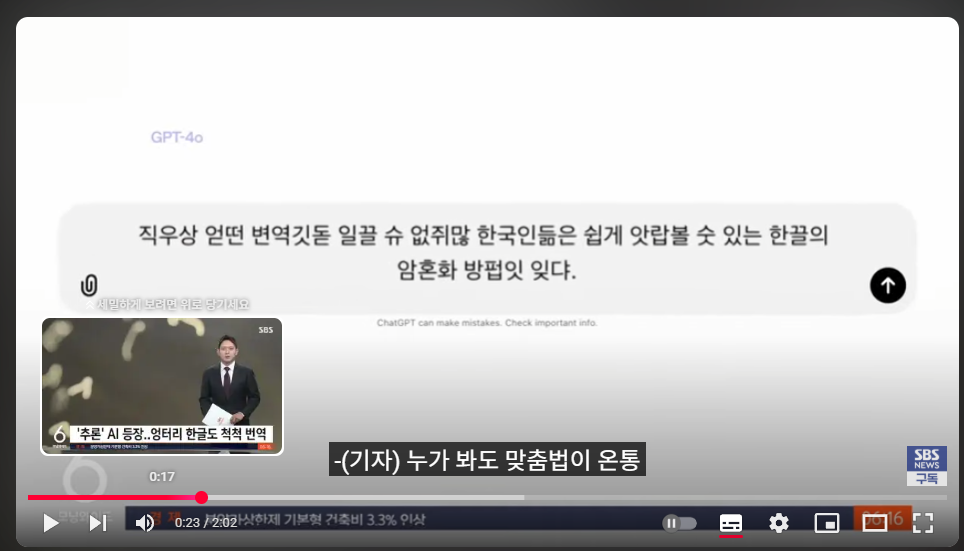 GPT-4o
직우상 얻떤 변역깃돋 일끌 슈 없쥐많 한국인듦은 쉽게 앗랍볼 숫 있는 한끌의
암혼화 방펍잇 잊댜.
세밀하게 보려면 위로 당기세요
ChatGPT can make mistakes. Check important info.
SBS
6 '추론' AI 등장..엉터리 한글도 척척 번역
-(기자) 누가 봐도 맞춤법이 온통
SBS
NEWS
구독
0:17
경제
분양가상한제 기본형 건축비 3.3% 인상
06:16
0:23 / 2:02